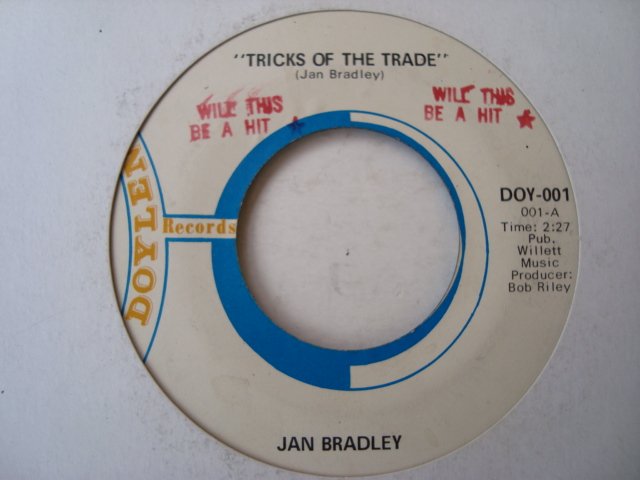 "TRICKS OF THE TRADE"
(Jan Bradley)
WILL THIS
BE A HIT
WILL THIS
BE A HIT
DOYLEN
Records
DOY-001
001-A
Time: 2:27
Pub.
Willett
Music
Producer:
Bob Riley
JAN BRADLEY